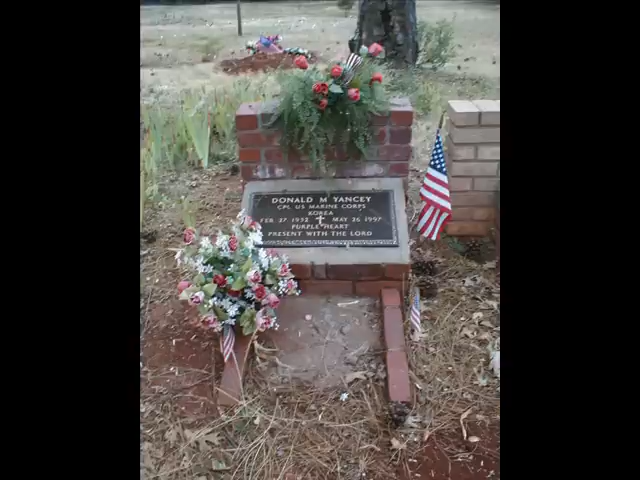 DONALD M YANCEY
CPL US MARINE CORPS
KOREA
FEB 27 1932 MAY 26 1997
PURPLE HEART
PRESENT WITH THE LORD